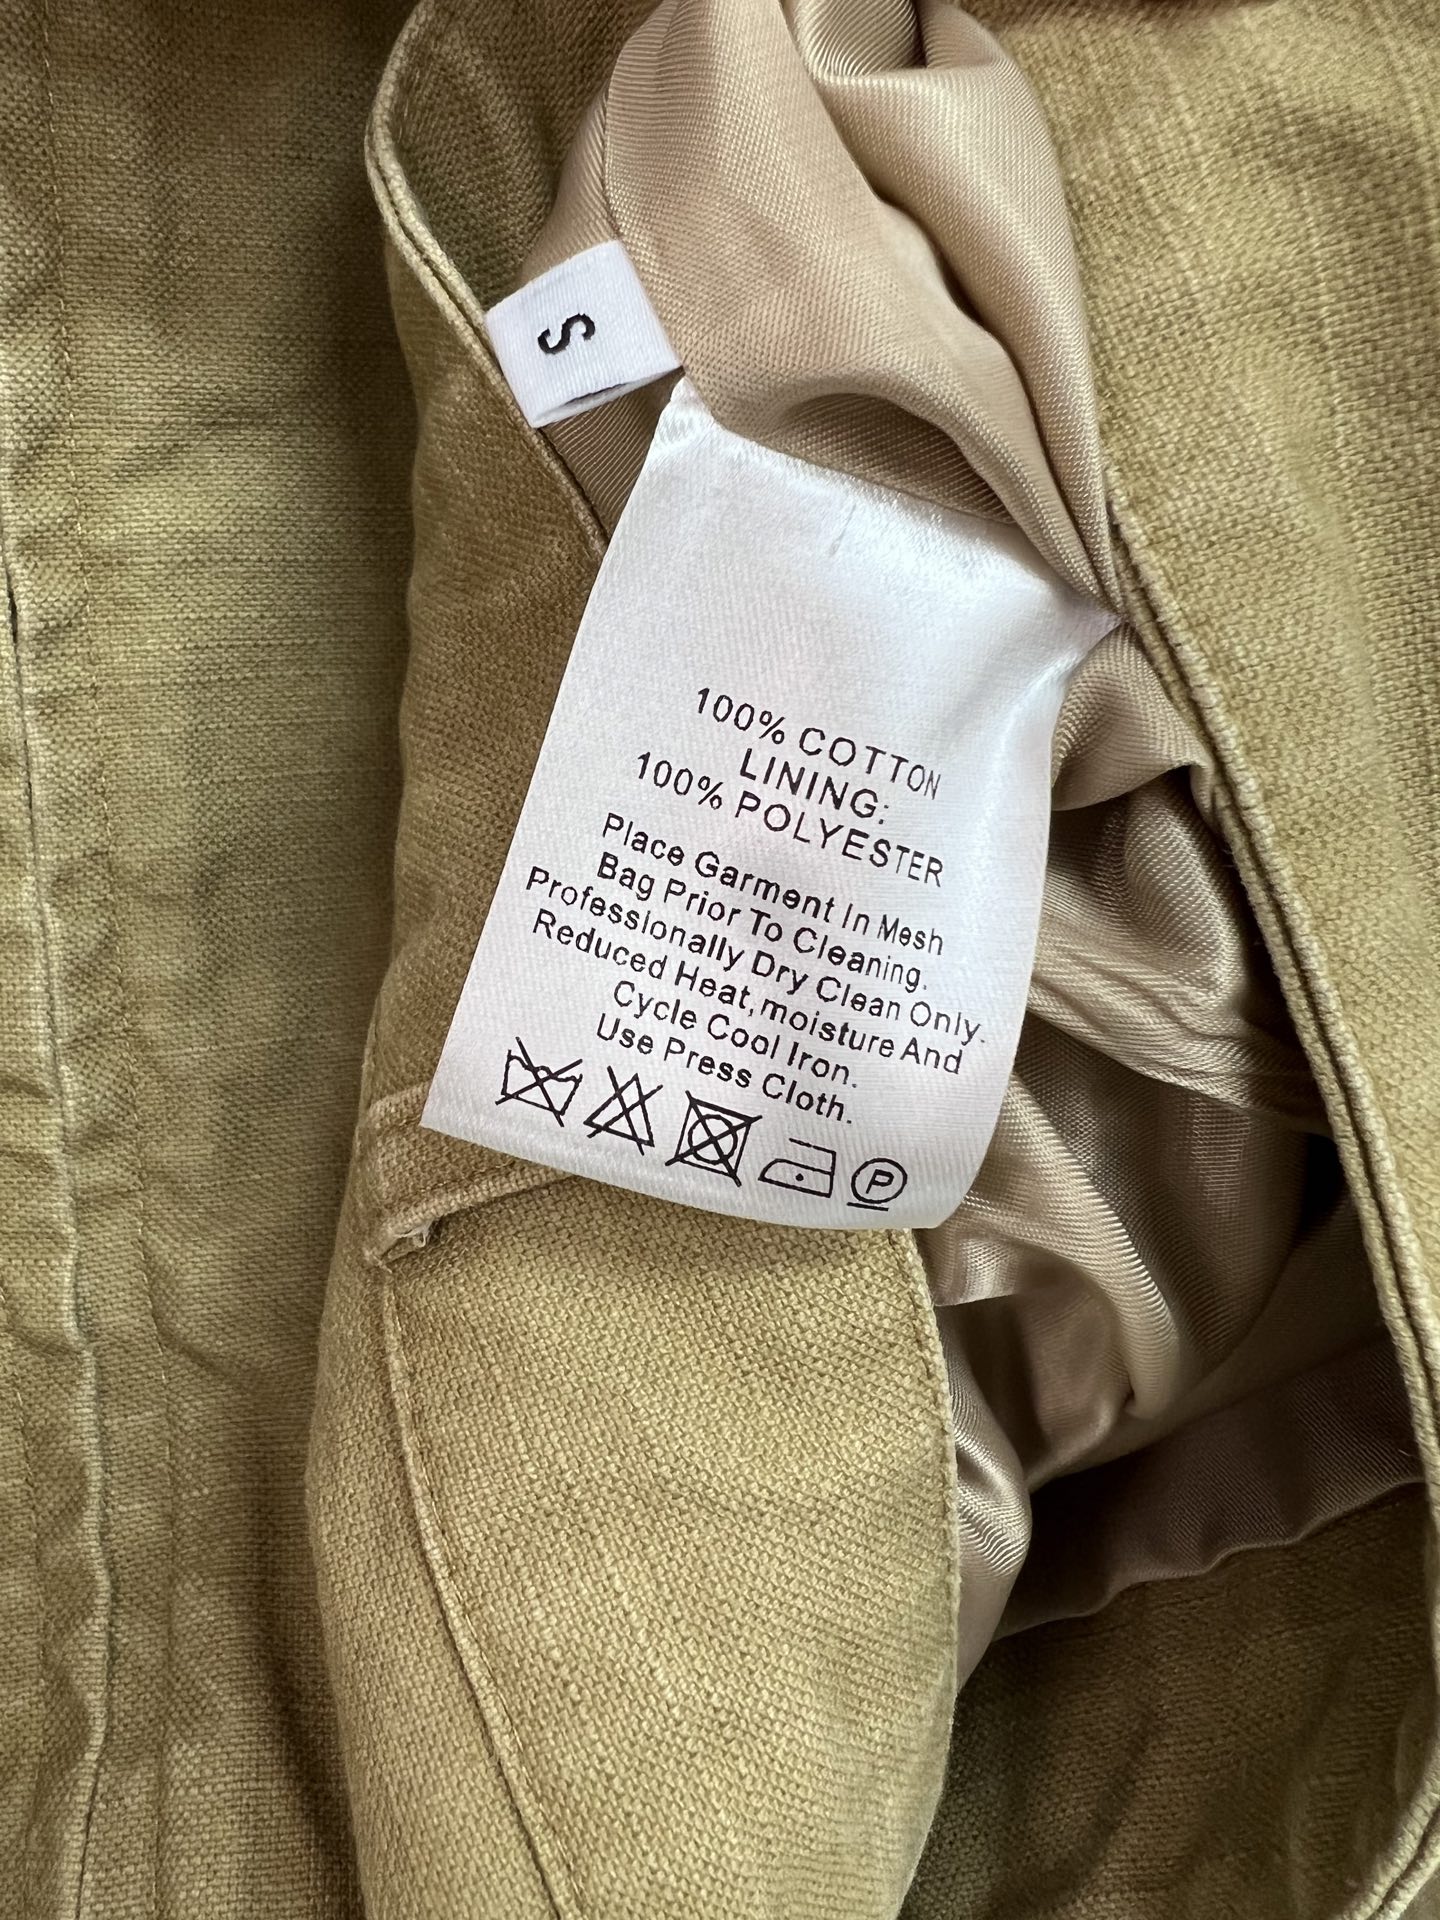 S
100% COTTON
LINING:
100% POLYESTER
Place Garment In Mesh
Bag Prior To Cleaning.
Professionally Dry Clean Only.
Reduced Heat,moisture And
Cycle Cool Iron.
Use Press Cloth.
P